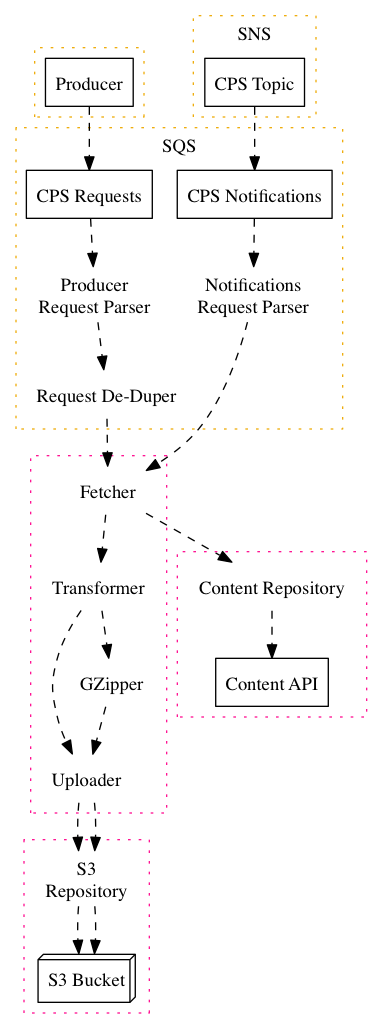 SNS
Producer
CPS Topic
SQS
CPS Requests
CPS Notifications
Producer
Request Parser
Notifications
Request Parser
Request De-Duper
Fetcher
Transformer
Content Repository
GZipper
Content API
Uploader
S3
Repository
S3 Bucket